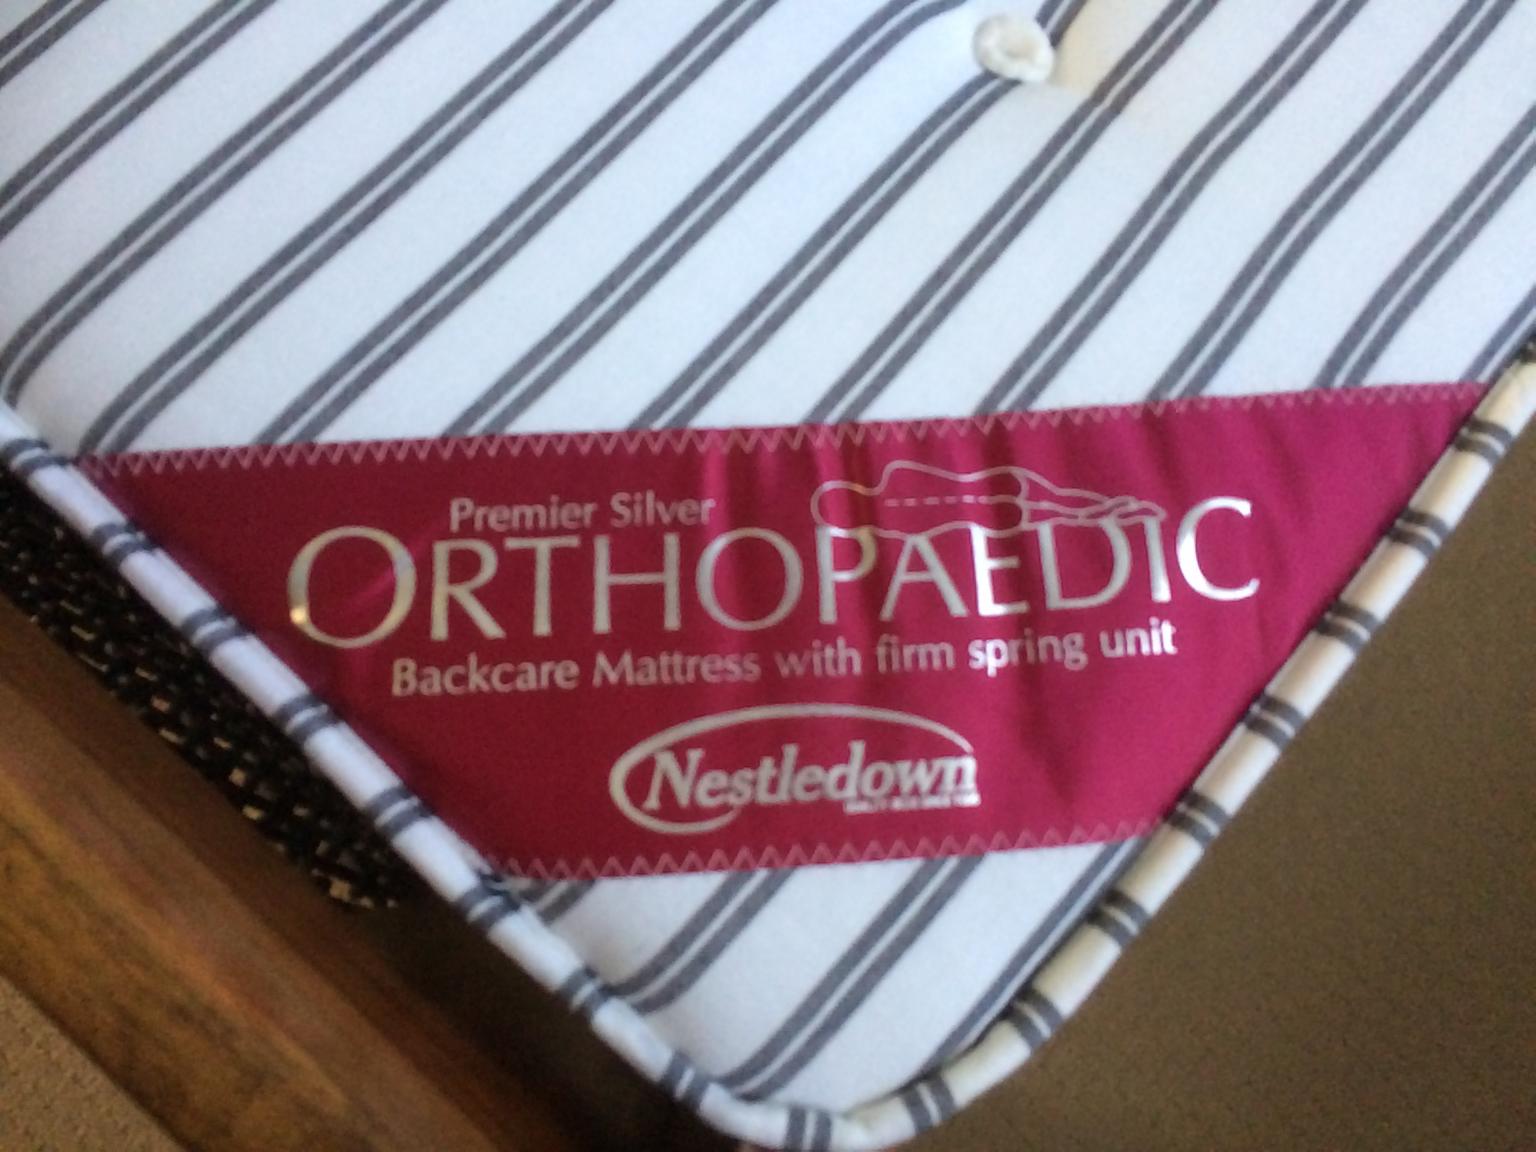 Premier Silver
ORTHOPAEDIC
Backcare Mattress with firm spring unit
Nestledown